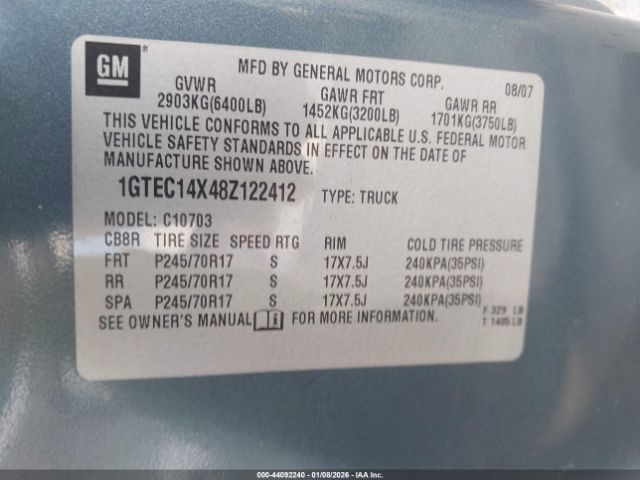 GM ®
MFD BY GENERAL MOTORS CORP. 08/07
GVWR GAWR FRT GAWR RR
2903KG(6400LB) 1452KG(3200LB) 1701KG(3750LB)
THIS VEHICLE CONFORMS TO ALL APPLICABLE U.S. FEDERAL MOTOR
VEHICLE SAFETY STANDARDS IN EFFECT ON THE DATE OF
MANUFACTURE SHOWN ABOVE.
1GTEC14X48Z122412 TYPE: TRUCK
MODEL: C10703
CB8R TIRE SIZE SPEED RTG RIM COLD TIRE PRESSURE
FRT P245/70R17 S 17X7.5J 240KPA(35PSI)
RR P245/70R17 S 17X7.5J 240KPA(35PSI)
SPA P245/70R17 S 17X7.5J 240KPA(35PSI)
SEE OWNER'S MANUAL i FOR MORE INFORMATION.
F 329 LB
T 1405 LB
000-44092240 - 01/08/2026 - IAAI.com